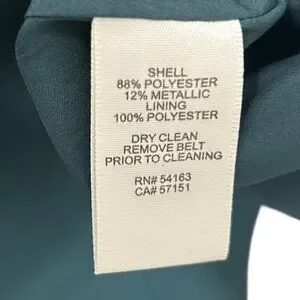 SHELL
88% POLYESTER
12% METALLIC
LINING
100% POLYESTER
DRY CLEAN
REMOVE BELT
PRIOR TO CLEANING
RN# 54163
CA# 57151